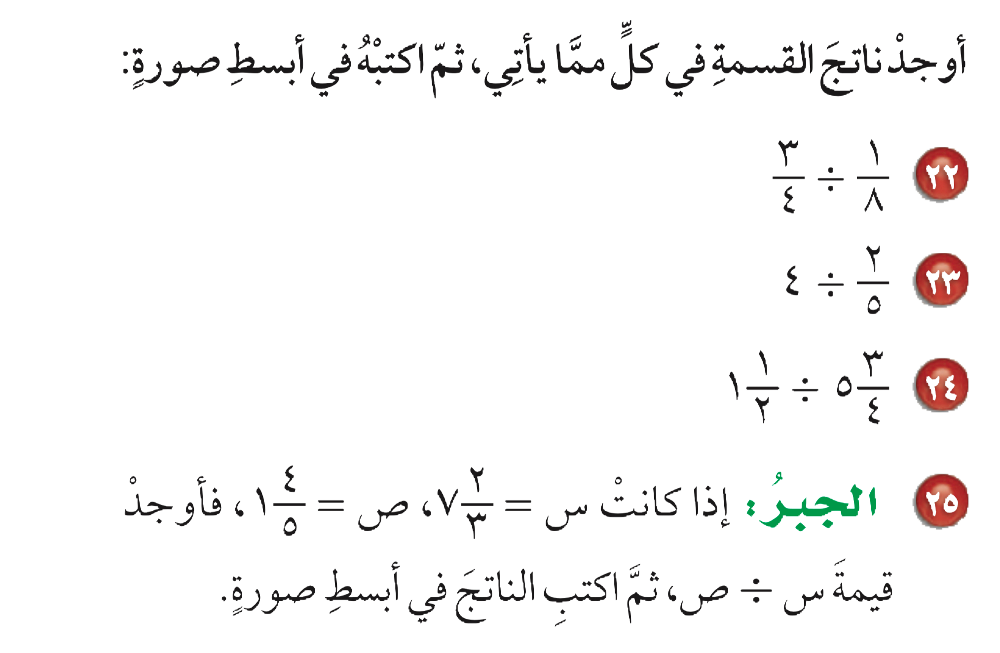 أوجدْ ناتجَ القسمةِ في كلٍّ ممَّا يأتِي، ثمّ اكتبْهُ في أبسطِ صورةٍ:
٢٢ ١/٨ ÷ ٣/٤
٢٣ ٢/٥ ÷ ٤
٢٤ ٥ ٣/٤ ÷ ١ ١/٢
٢٥ الجبرُ: إذا كانتْ س = ٧ ٢/٣، ص = ١ ٤/٥ ، فأوجدْ
قيمةَ س ÷ ص، ثمَّ اكتبِ الناتجَ في أبسطِ صورةٍ.